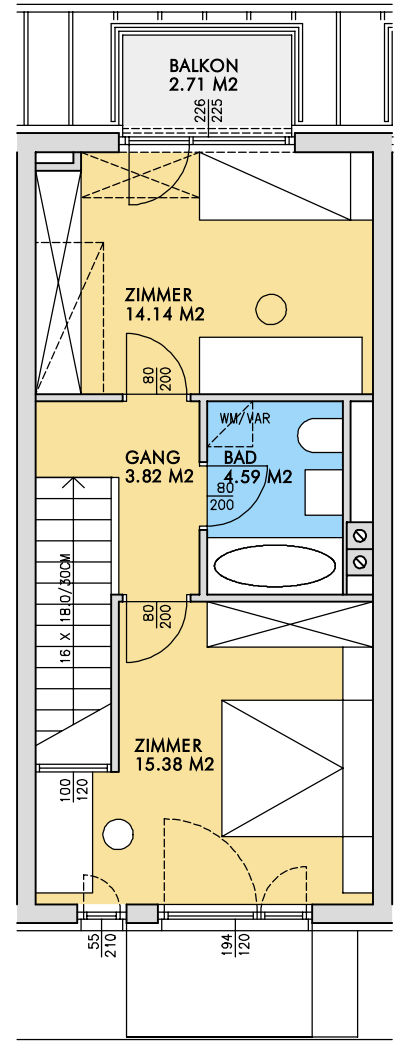 BALKON
2.71 M2
226
225
ZIMMER
14.14 M2
80
200
WM/VAR
GANG
3.82 M2
BAD
4.59 M2
80
200
16 X 18.0/30CM
80
200
ZIMMER
15.38 M2
100
120
55
210
194
120